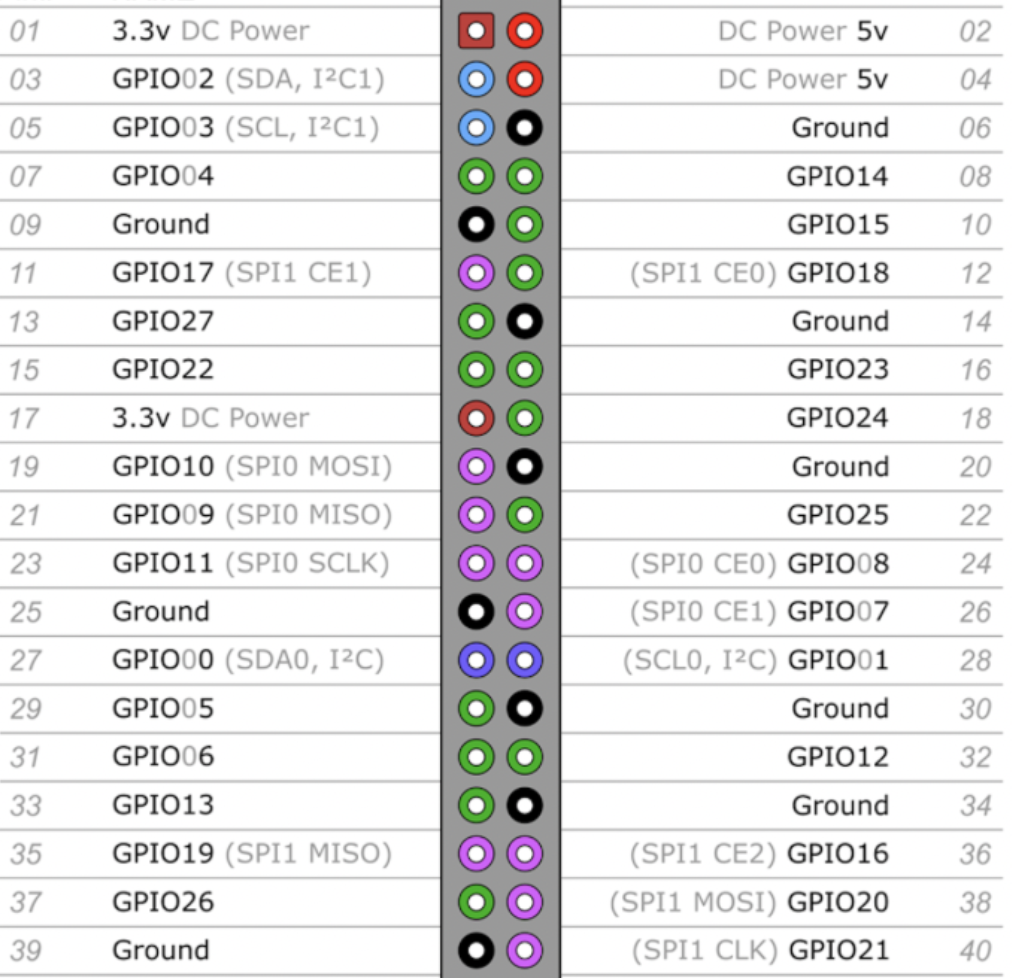 01 3.3v DC Power DC Power 5v 02
03 GPIO02 (SDA, I²C1) DC Power 5v 04
05 GPIO03 (SCL, I²C1) Ground 06
07 GPIO04 GPIO14 08
09 Ground GPIO15 10
11 GPIO17 (SPI1 CE1) (SPI1 CE0) GPIO18 12
13 GPIO27 Ground 14
15 GPIO22 GPIO23 16
17 3.3v DC Power GPIO24 18
19 GPIO10 (SPI0 MOSI) Ground 20
21 GPIO09 (SPI0 MISO) GPIO25 22
23 GPIO11 (SPI0 SCLK) (SPI0 CE0) GPIO08 24
25 Ground (SPI0 CE1) GPIO07 26
27 GPIO00 (SDA0, I²C) (SCL0, I²C) GPIO01 28
29 GPIO05 Ground 30
31 GPIO06 GPIO12 32
33 GPIO13 Ground 34
35 GPIO19 (SPI1 MISO) (SPI1 CE2) GPIO16 36
37 GPIO26 (SPI1 MOSI) GPIO20 38
39 Ground (SPI1 CLK) GPIO21 40